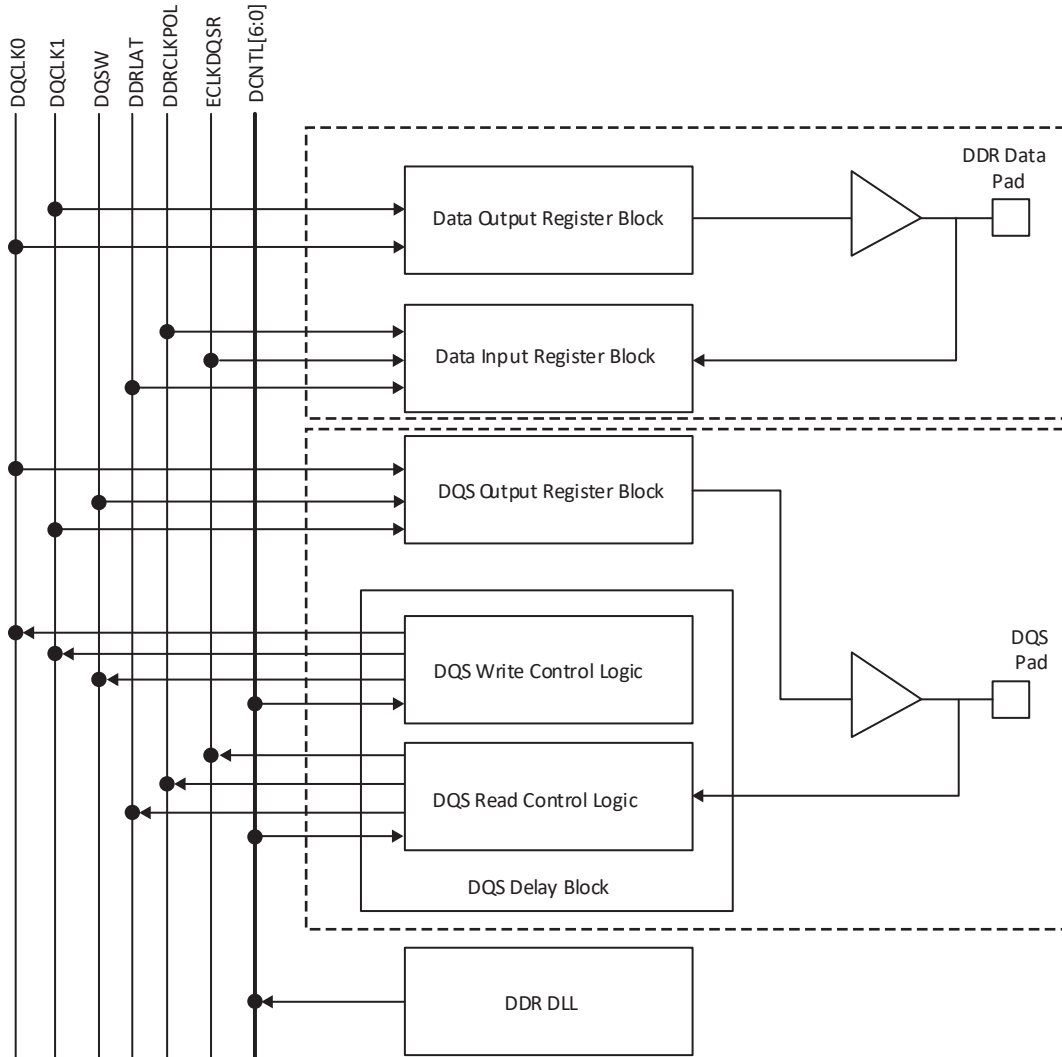 DQCLK0
DQCLK1
DQSW
DDRLAT
DDRCLKPOL
ECLKDQSR
DCNTL[6:0]
DDR Data
Pad
Data Output Register Block
Data Input Register Block
DQS Output Register Block
DQS Write Control Logic
DQS
Pad
DQS Read Control Logic
DQS Delay Block
DDR DLL